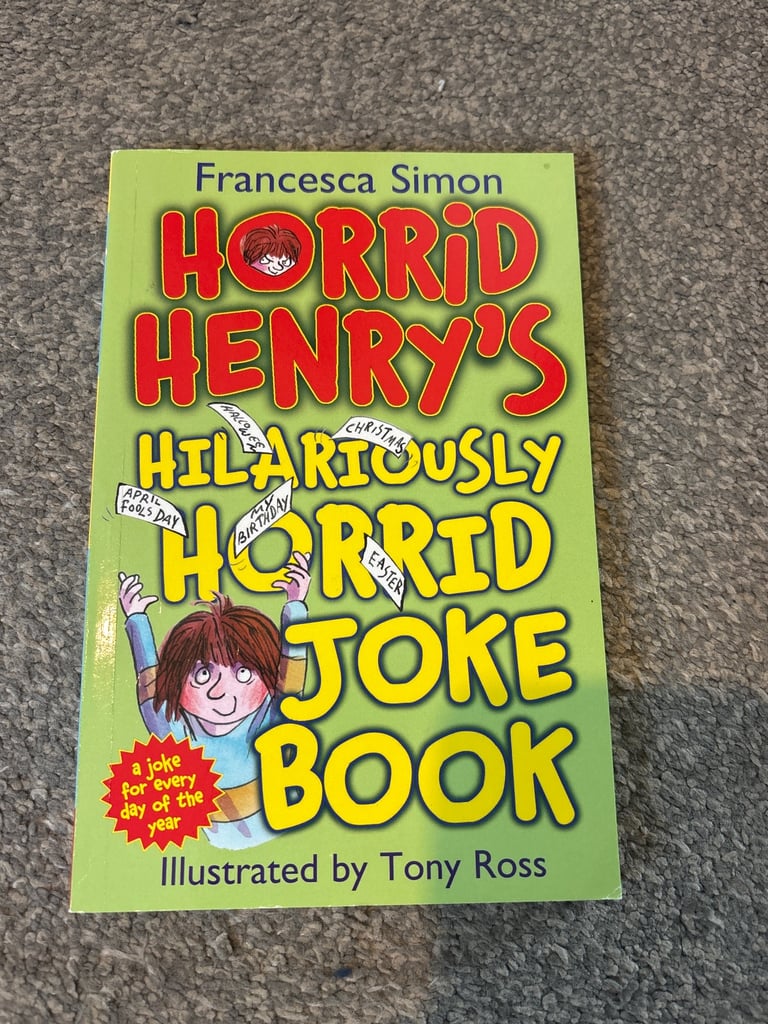 Francesca Simon
HORRiD
HENRY'S
HALLOWEEN
CHRISTMAS
HILARIOUSLY
APRIL
FOOLS DAY
MY
BIRTHDAY
HORRID
EASTER
JOKE
BOOK
a joke
for every
day of the
year
Illustrated by Tony Ross